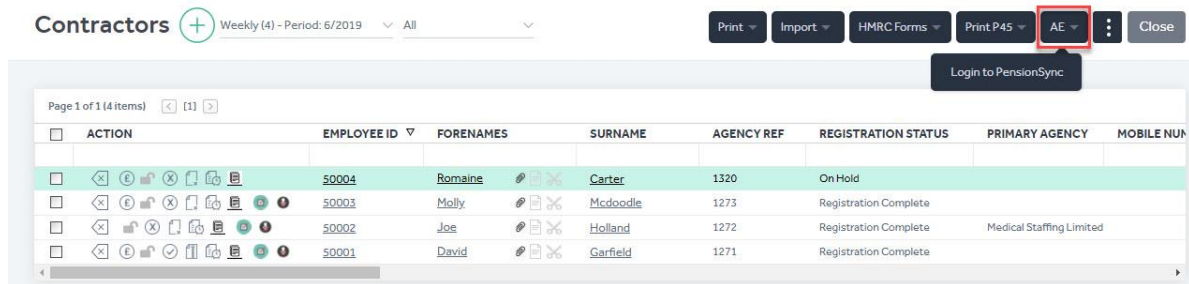 Contractors Weekly (4) - Period: 6/2019 All Print Import HMRC Forms Print P45 AE Close
Login to PensionSync
Page 1 of 1 (4 items) [1]
ACTION EMPLOYEE ID FORENAMES SURNAME AGENCY REF REGISTRATION STATUS PRIMARY AGENCY MOBILE NUM
50004 Romaine Carter 1320 On Hold
50003 Molly Mcdoodle 1273 Registration Complete
50002 Joe Holland 1272 Registration Complete Medical Staffing Limited
50001 David Garfield 1271 Registration Complete